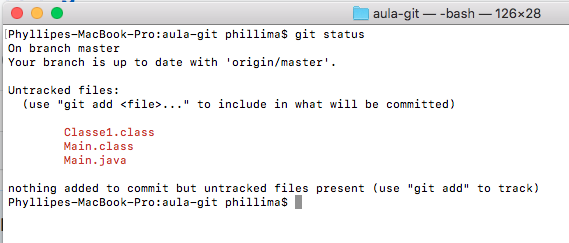 aula-git — -bash — 126×28
[Phyllipes-MacBook-Pro:aula-git phillima$ git status
On branch master
Your branch is up to date with 'origin/master'.
Untracked files:
(use "git add <file>..." to include in what will be committed)
Classe1.class
Main.class
Main.java
nothing added to commit but untracked files present (use "git add" to track)
Phyllipes-MacBook-Pro:aula-git phillima$